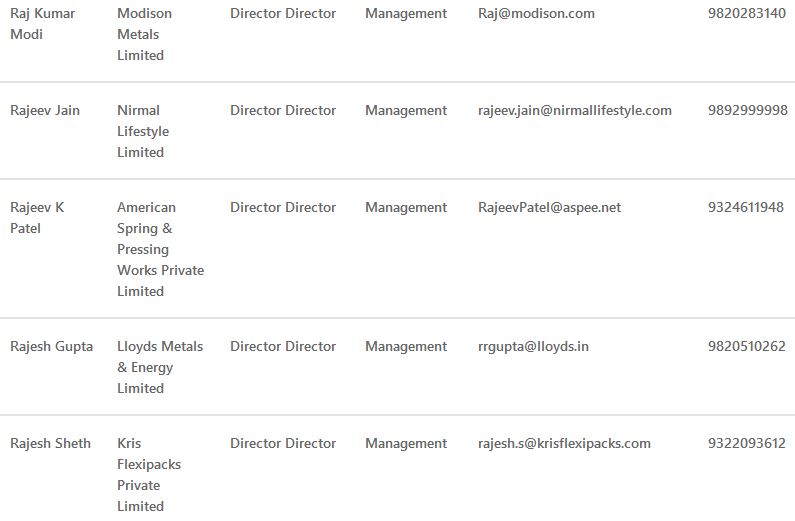 Raj Kumar Modison Director Director Management Raj@modison.com 9820283140
Modi Metals
Limited
Rajeev Jain Nirmal Director Director Management rajeev.jain@nirmallifestyle.com 9892999998
Lifestyle
Limited
Rajeev K American Director Director Management RajeevPatel@aspee.net 9324611948
Patel Spring &
Pressing
Works Private
Limited
Rajesh Gupta Lloyds Metals Director Director Management rrgupta@lloyds.in 9820510262
& Energy
Limited
Rajesh Sheth Kris Director Director Management rajesh.s@krisflexipacks.com 9322093612
Flexipacks
Private
Limited